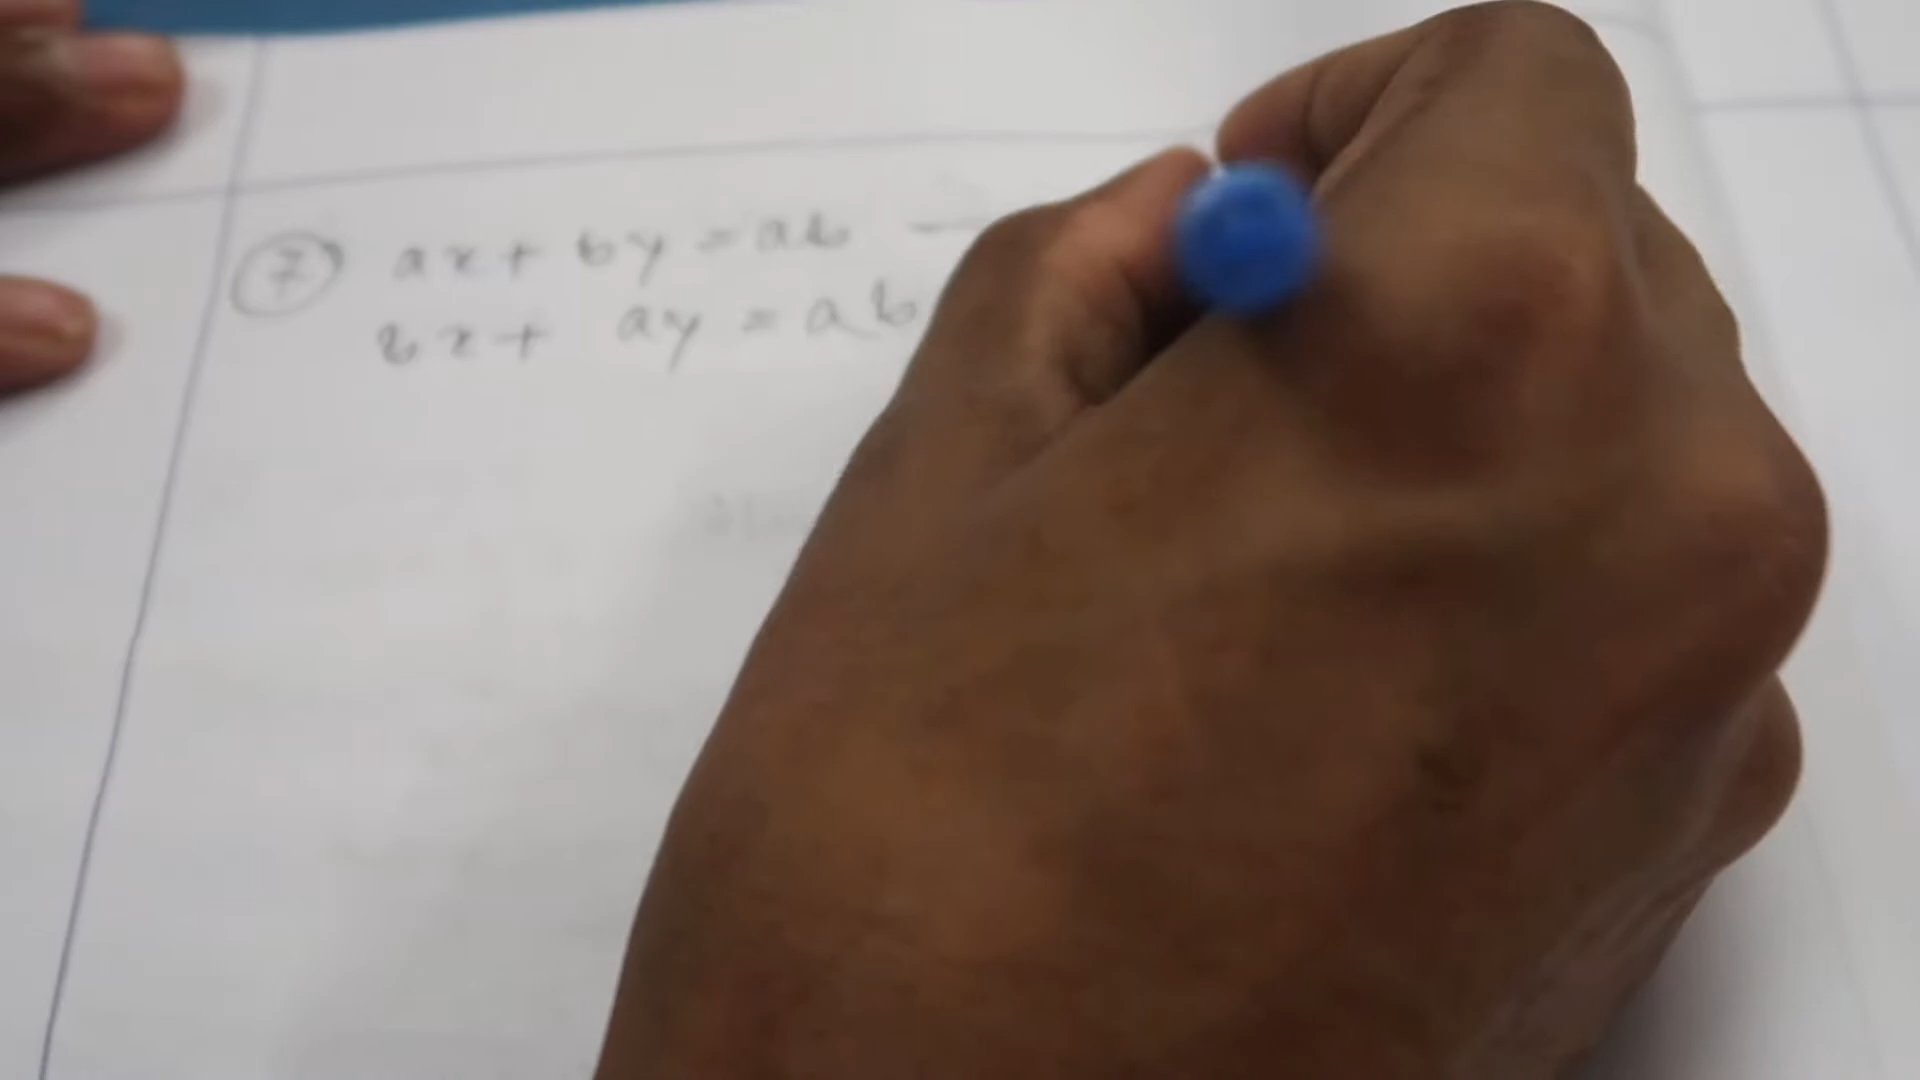 ⑦ ax + by = ab —
bx + ay = ab